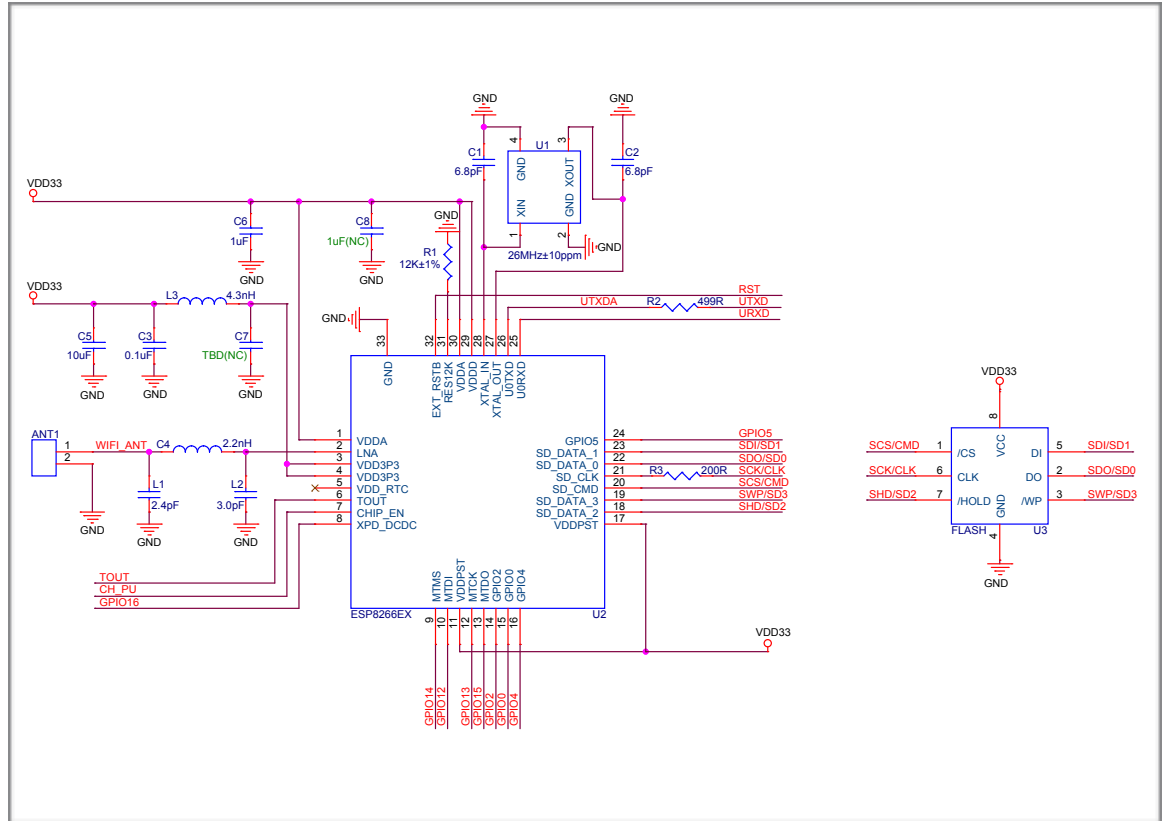 GND
GND
C1
6.8pF
4
3
U1
GND
XOUT
XIN
GND
1
2
C2
6.8pF
26MHz±10ppm
GND
VDD33
C6
1uF
GND
C8
1uF(NC)
GND
GND
R1
12K±1%
VDD33
L3
4.3nH
C5
10uF
GND
C3
0.1uF
GND
C7
TBD(NC)
GND
RST
UTXDA
R2
499R
UTXD
URXD
GND
33
32
31
30
29
28
27
26
25
GND
EXT_RSTB
RES12K
VDDA
VDDD
XTAL_IN
XTAL_OUT
U0TXD
U0RXD
ANT1
1
2
WIFI_ANT
C4
2.2nH
L1
2.4pF
GND
L2
3.0pF
GND
GND
1
VDDA
2
LNA
3
VDD3P3
4
VDD3P3
5
VDD_RTC
6
TOUT
7
CHIP_EN
8
XPD_DCDC
TOUT
CH_PU
GPIO16
GPIO5
24
GPIO5
SD_DATA_1
23
SDI/SD1
SD_DATA_0
22
SDO/SD0
SD_CLK
21
R3
200R
SCK/CLK
SD_CMD
20
SCS/CMD
SD_DATA_3
19
SWP/SD3
SD_DATA_2
18
SHD/SD2
VDDPST
17
MTMS
MTDI
VDDPST
MTCK
MTDO
GPIO2
GPIO0
GPIO4
ESP8266EX
U2
9
10
11
12
13
14
15
16
GPIO14
GPIO12
GPIO13
GPIO15
GPIO2
GPIO0
GPIO4
VDD33
VDD33
8
VCC
SCS/CMD
1
/CS
DI
5
SDI/SD1
SCK/CLK
6
CLK
DO
2
SDO/SD0
SHD/SD2
7
/HOLD
GND
/WP
3
SWP/SD3
FLASH
4
U3
GND